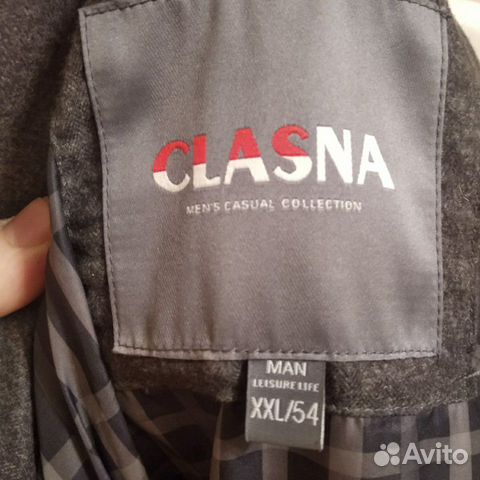 CLASNA
MEN'S CASUAL COLLECTION
MAN
LEISURE LIFE
XXL/54
Avito